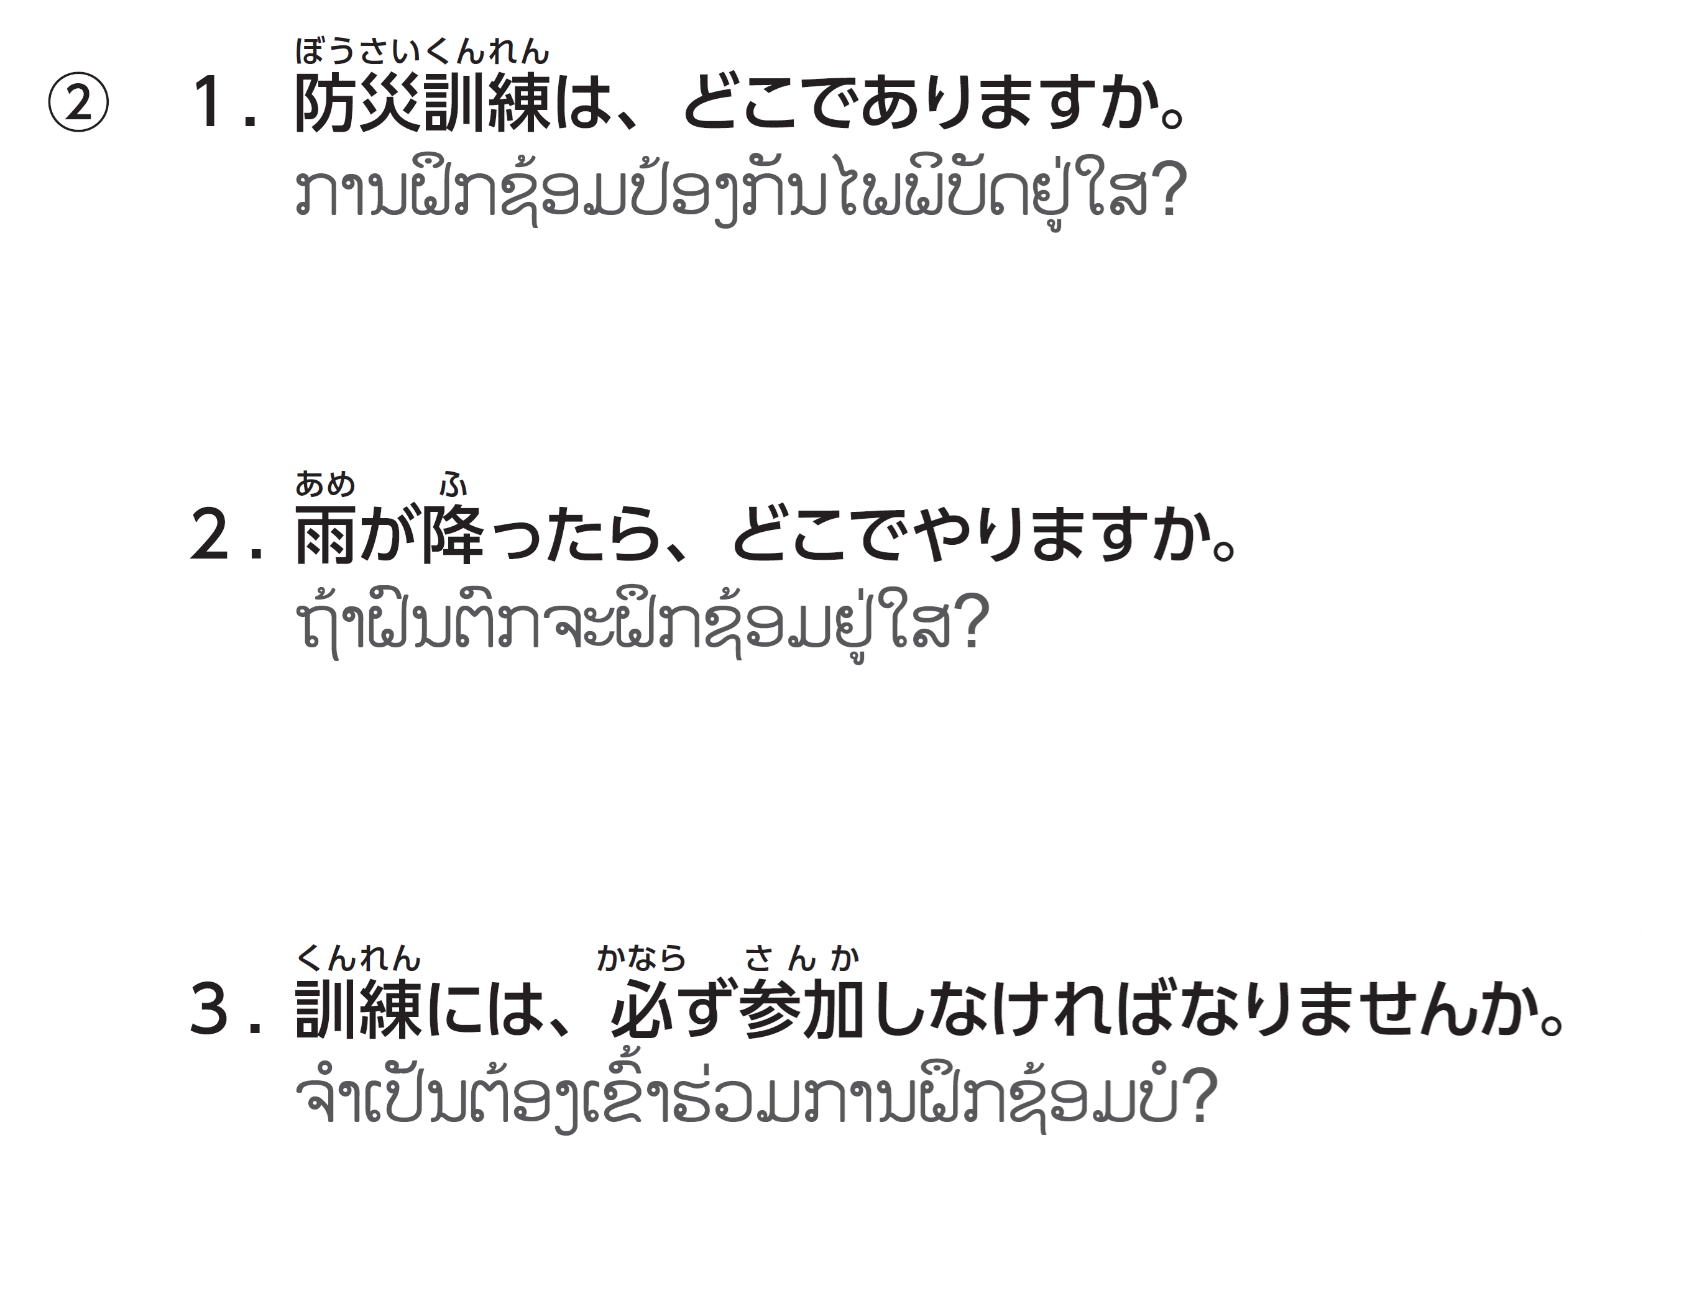 ぼうさいくんれん
② 1. 防災訓練は、どこでありますか。
ການຝຶກຊ້ອມປ້ອງກັນໄພພິບັດຢູ່ໃສ?
あめ ふ
2. 雨が降ったら、どこでやりますか。
ຖ້າຝົນຕົກຈະຝຶກຊ້ອມຢູ່ໃສ?
くんれん かなら さんか
3. 訓練には、必ず参加しなければなりませんか。
ຈຳເປັນຕ້ອງເຂົ້າຮ່ວມການຝຶກຊ້ອມບໍ?